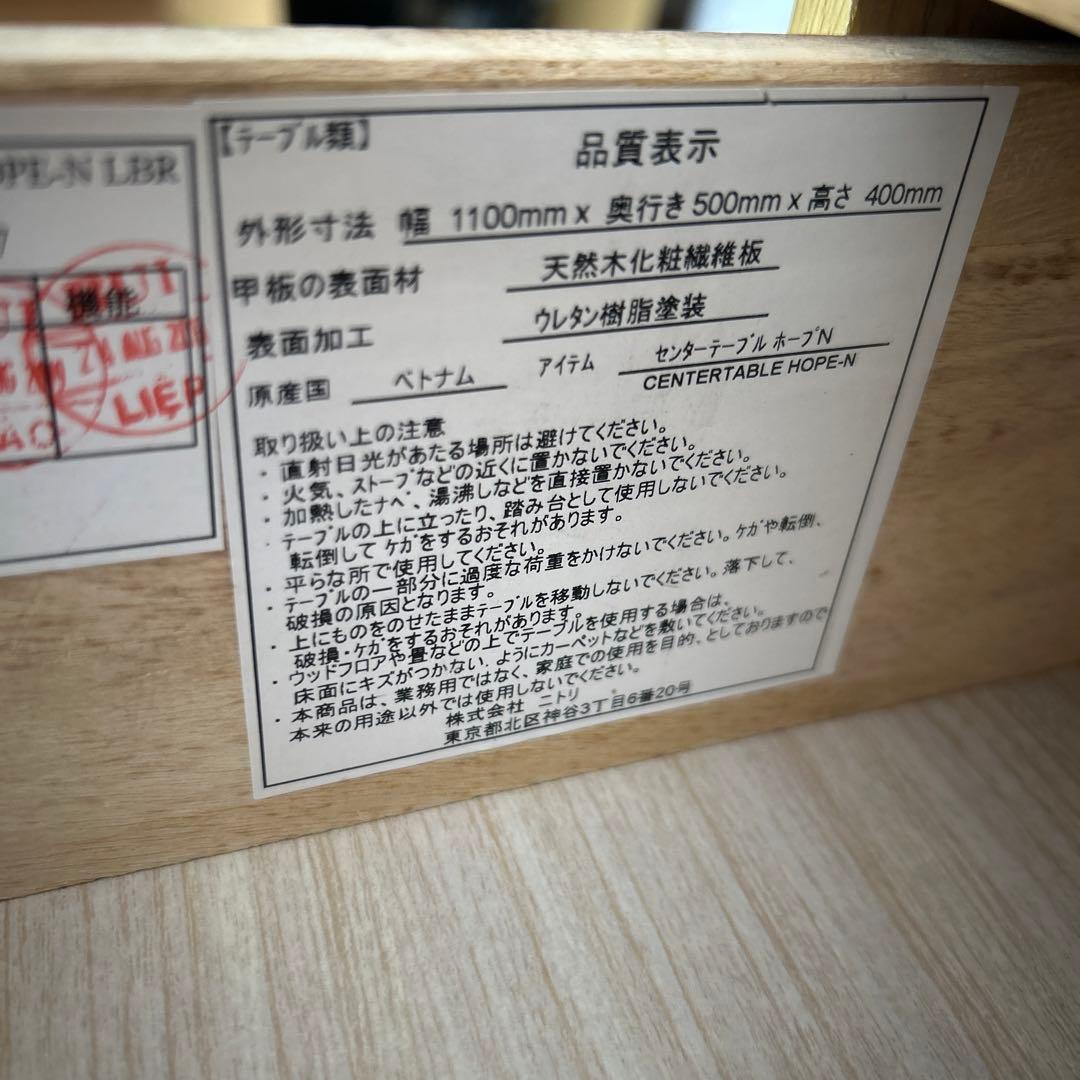 【テーブル類】
品質表示
外形寸法 幅 1100mm x 奥行き 500mm x 高さ 400mm
甲板の表面材 天然木化粧繊維板
表面加工 ウレタン樹脂塗装
原産国 ベトナム アイテム センターテーブル ホープN
CENTERTABLE HOPE-N
取り扱い上の注意
・直射日光があたる場所は避けてください。
・火気、ストーブなどの近くに置かないでください。
・加熱したナベ、湯沸しなどを直接置かないでください。
・テーブルの上に立ったり、踏み台として使用しないでください。
転倒して ケガをするおそれがあります。
・平らな所で使用してください。
・テーブルの一部分に過度な荷重をかけないでください。ケガや転倒、
破損の原因となります。
・上にものをのせたままテーブルを移動しないでください。落下して、
破損・ケガをするおそれがあります。
・ウッドフロアや畳などの上でテーブルを使用する場合は、
床面にキズがつかない、ようにカーペットなどを敷いてください。
・本商品は、業務用ではなく、家庭での使用を目的、としておりますので
本来の用途以外では使用しないでください。
株式会社 ニトリ
東京都北区神谷3丁目6番20号
OPE-N LBR
機能
AUG
LIỆP